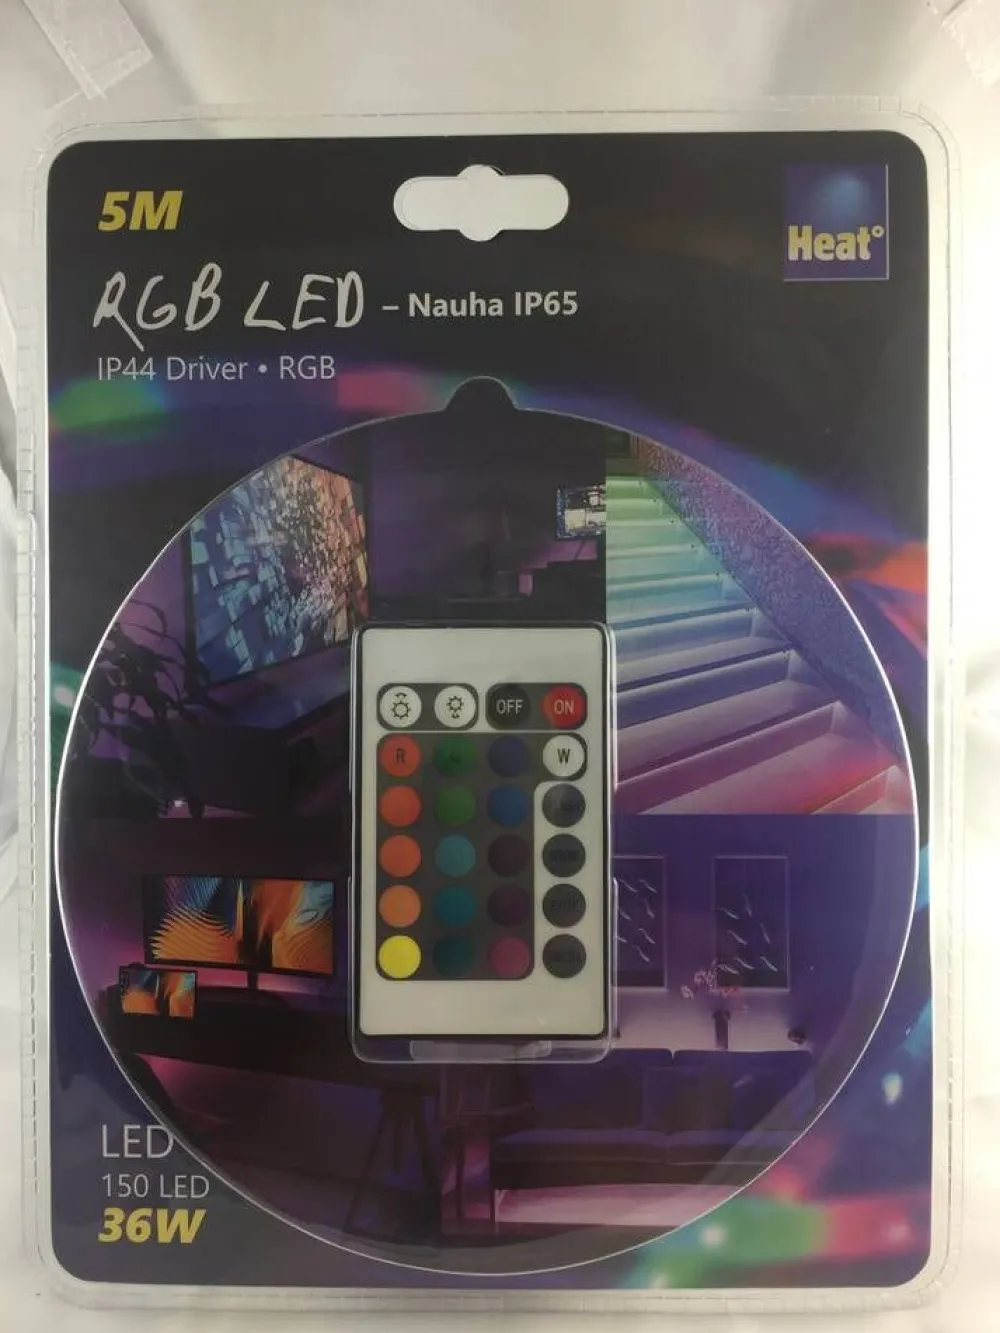 5M
Heat°
RGB LED – Nauha IP65
IP44 Driver • RGB
OFF ON
R G W
LED
150 LED
36W